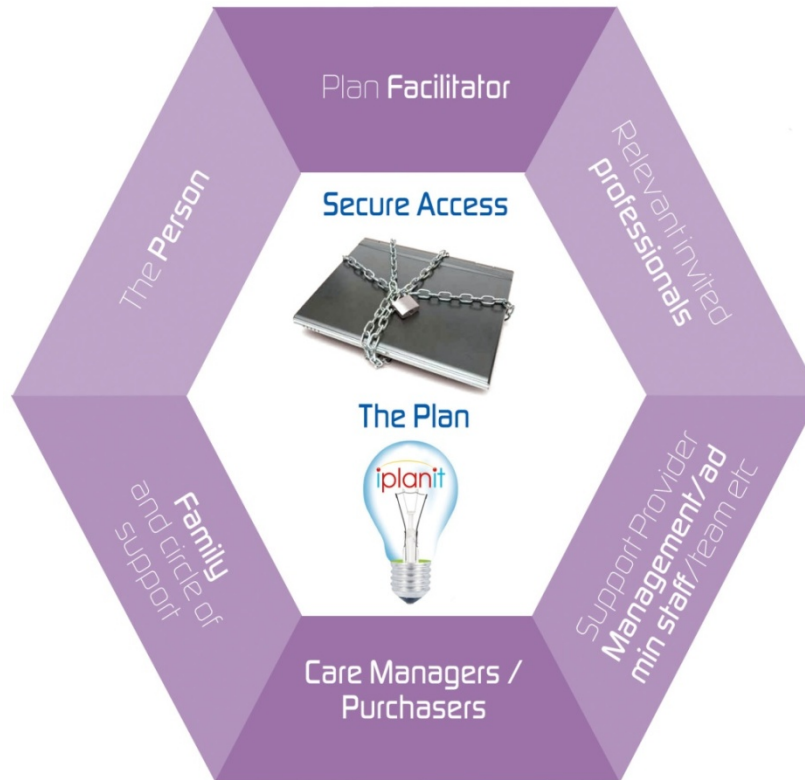 Plan Facilitator
Relevant invited
professionals
Support Provider
Management/ad
min staff/team etc
Care Managers /
Purchasers
Family
and circle of
support
The Person
Secure Access
The Plan
iplanit